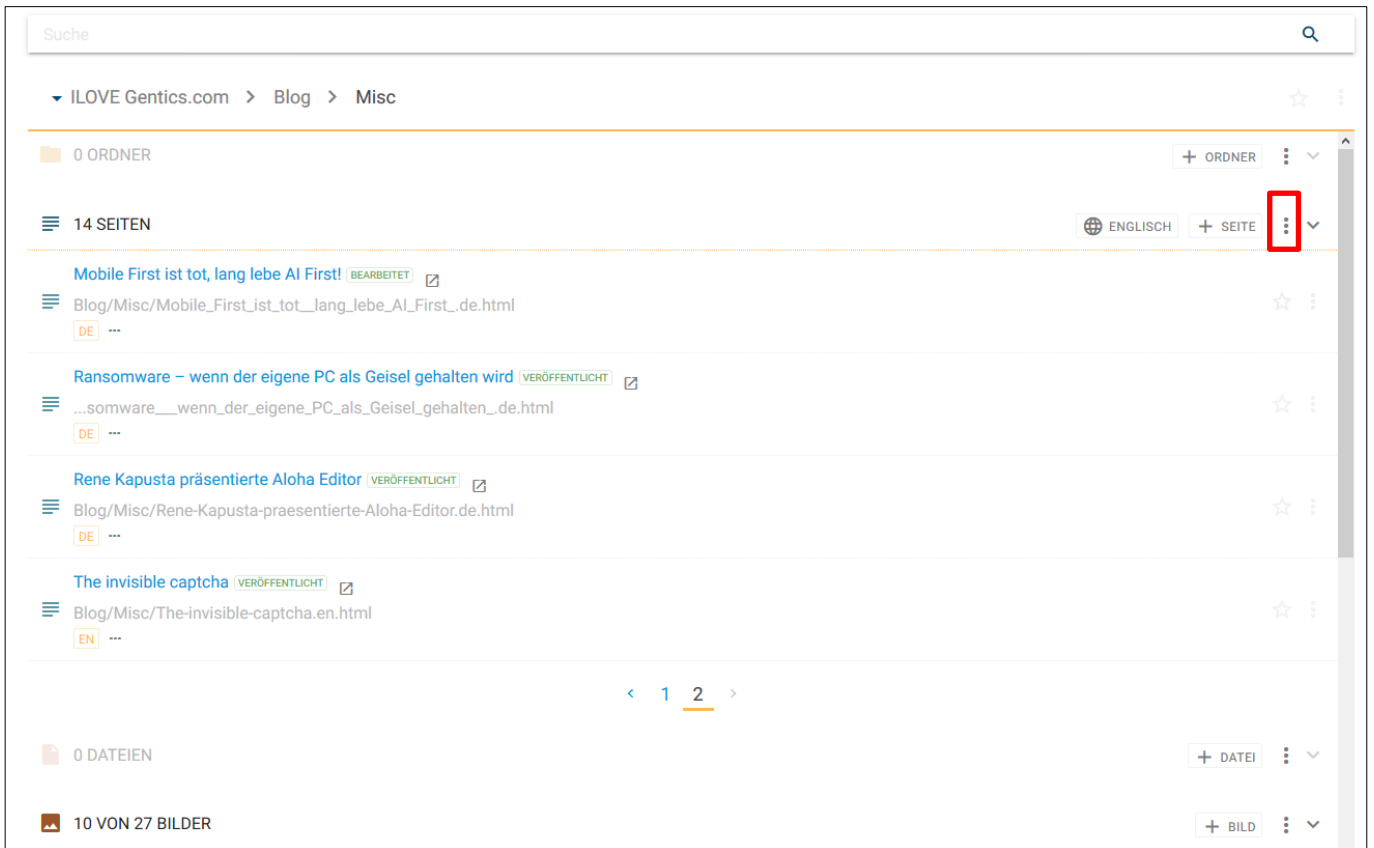 Suche
ILOVE Gentics.com > Blog > Misc
0 ORDNER + ORDNER
14 SEITEN ENGLISCH + SEITE
Mobile First ist tot, lang lebe AI First! BEARBEITET
Blog/Misc/Mobile_First_ist_tot__lang_lebe_AI_First_.de.html
DE ---
Ransomware – wenn der eigene PC als Geisel gehalten wird VERÖFFENTLICHT
...somware___wenn_der_eigene_PC_als_Geisel_gehalten_.de.html
DE ---
Rene Kapusta präsentierte Aloha Editor VERÖFFENTLICHT
Blog/Misc/Rene-Kapusta-praesentierte-Aloha-Editor.de.html
DE ---
The invisible captcha VERÖFFENTLICHT
Blog/Misc/The-invisible-captcha.en.html
EN ---
< 1 2 >
0 DATEIEN + DATEI
10 VON 27 BILDER + BILD